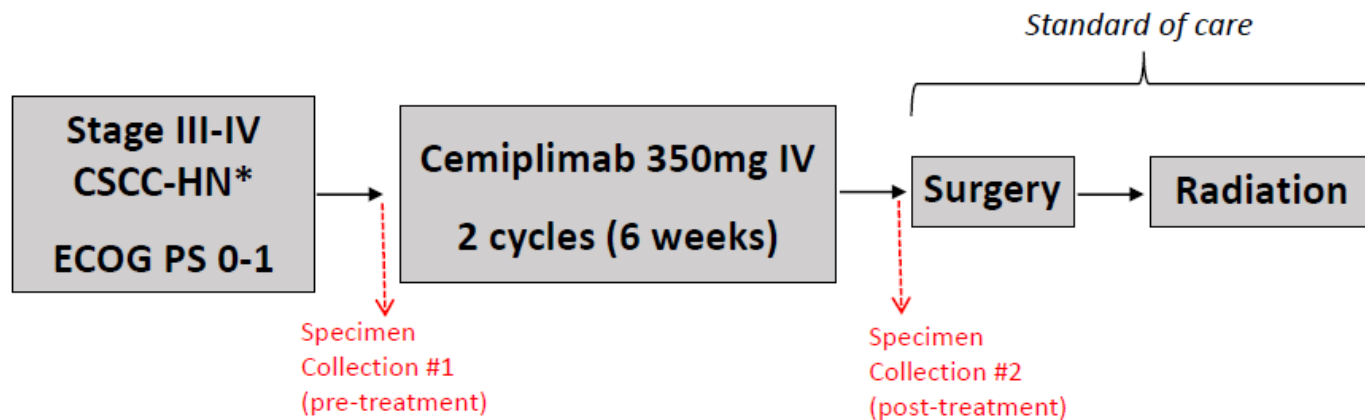 Standard of care
Stage III-IV
CSCC-HN*
ECOG PS 0-1
Cemiplimab 350mg IV
2 cycles (6 weeks)
Surgery
Radiation
Specimen
Collection #1
(pre-treatment)
Specimen
Collection #2
(post-treatment)